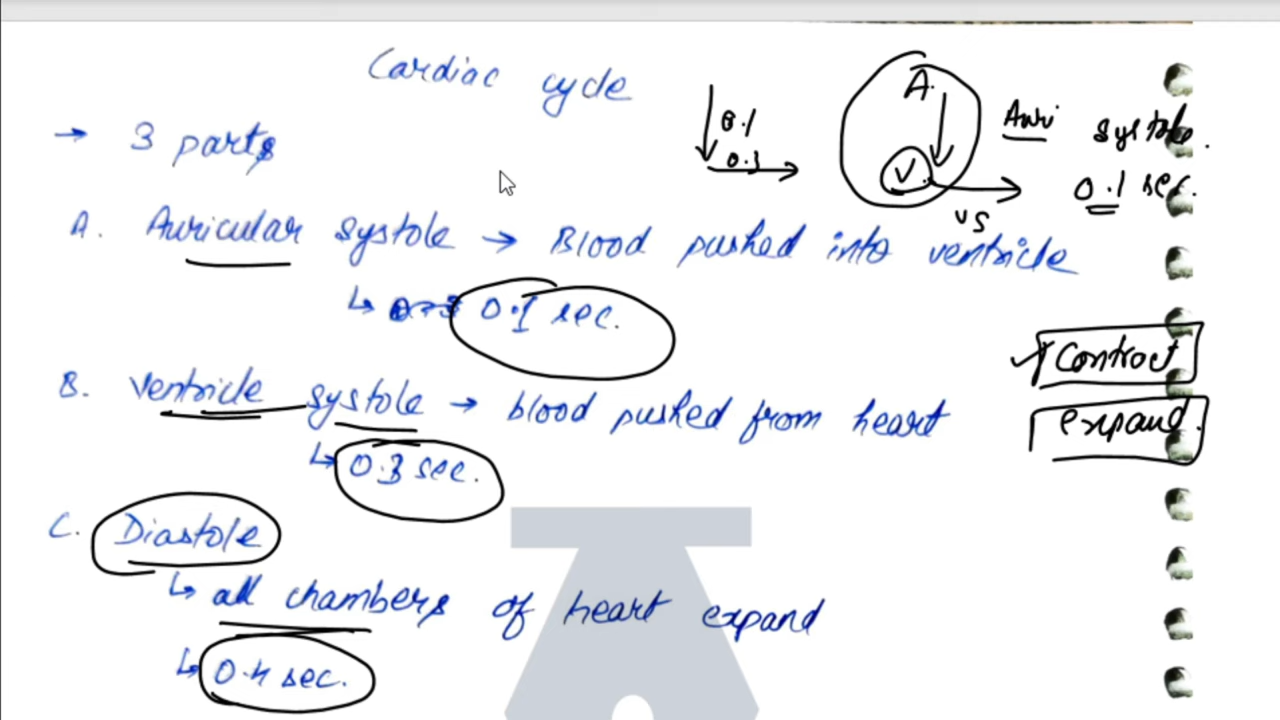 Cardiac cycle
→ 3 parts
A. Auricular systole → Blood pushed into ventricle
↳ 0.1 sec.
B. Ventricle systole → blood pushed from heart
↳ 0.3 sec.
C. Diastole
↳ all chambers of heart expand
↳ 0.4 sec.
0.1
0.3
A.
V.
VS
Auri systole.
0.1 sec.
Contract
expand.